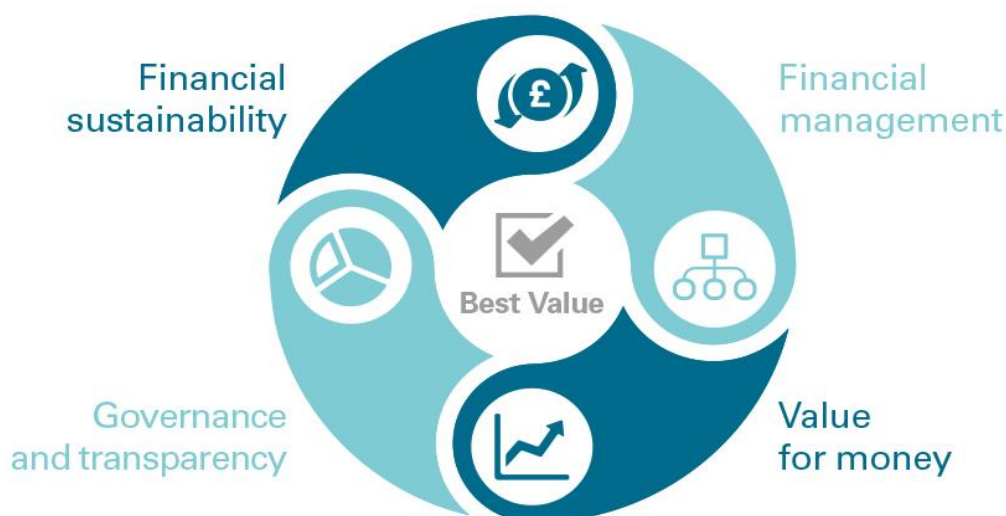 Financial
sustainability
£
Financial
management
Best Value
Governance
and transparency
Value
for money